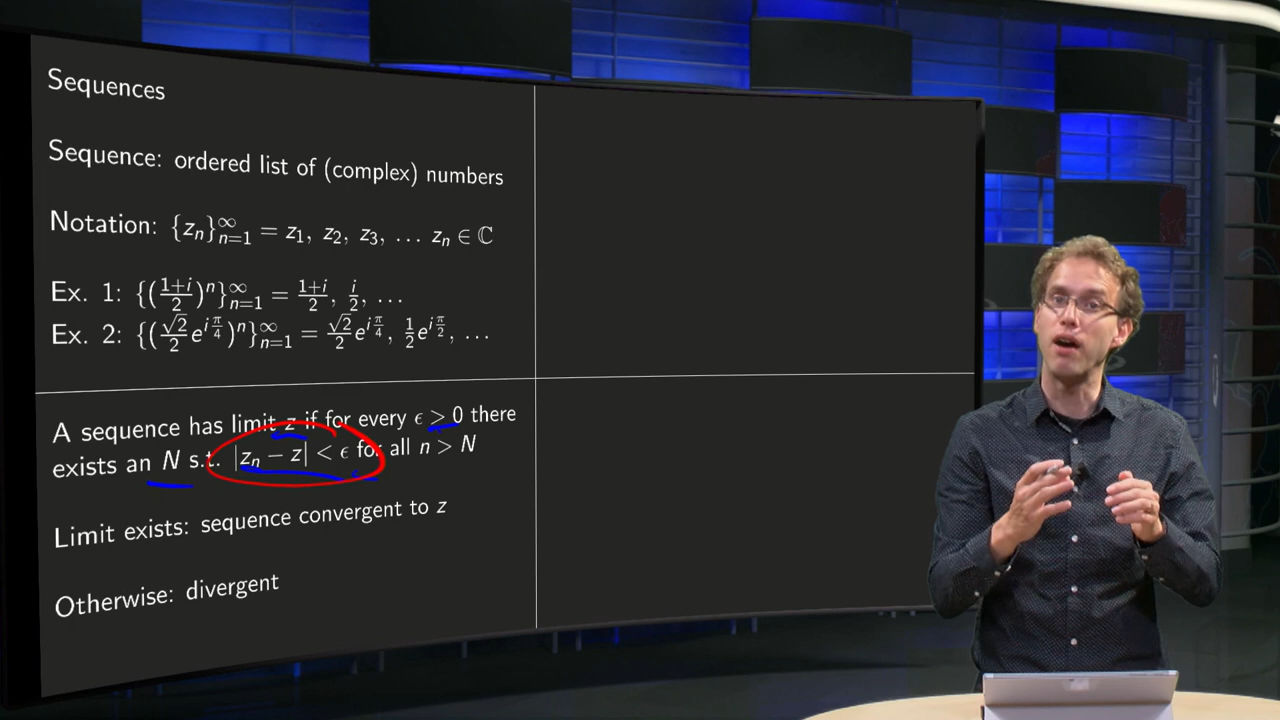 Sequences
Sequence: ordered list of (complex) numbers
Notation: {z_n}_{n=1}^∞ = z_1, z_2, z_3, … z_n ∈ ℂ
Ex. 1: {((1+i)/2)^n}_{n=1}^∞ = (1+i)/2, i/2, …
Ex. 2: {(√2/2 e^{iπ/4})^n}_{n=1}^∞ = √2/2 e^{iπ/4}, 1/2 e^{iπ/2}, …
A sequence has limit z if for every ϵ > 0 there
exists an N s.t. |z_n − z| < ϵ for all n > N
Limit exists: sequence convergent to z
Otherwise: divergent